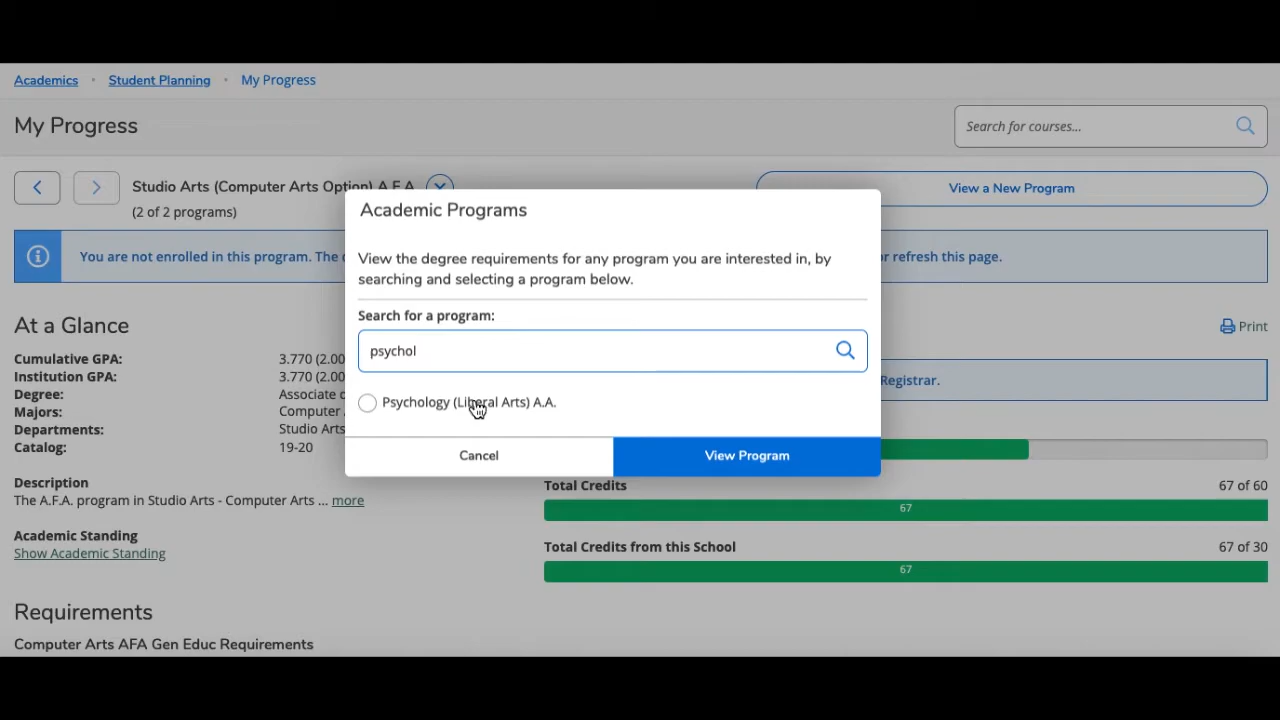 Academics · Student Planning · My Progress
My Progress
Search for courses...
Studio Arts (Computer Arts Option) A.F.A.
(2 of 2 programs)
View a New Program
You are not enrolled in this program. The
or refresh this page.
Academic Programs
View the degree requirements for any program you are interested in, by
searching and selecting a program below.
Search for a program:
psychol
Psychology (Liberal Arts) A.A.
Cancel
View Program
At a Glance
Print
Cumulative GPA: 3.770 (2.00
Institution GPA: 3.770 (2.00
Degree: Associate
Majors: Computer
Departments: Studio Arts
Catalog: 19-20
Registrar.
Description
The A.F.A. program in Studio Arts - Computer Arts ... more
Academic Standing
Show Academic Standing
Total Credits 67 of 60
67
Total Credits from this School 67 of 30
67
Requirements
Computer Arts AFA Gen Educ Requirements